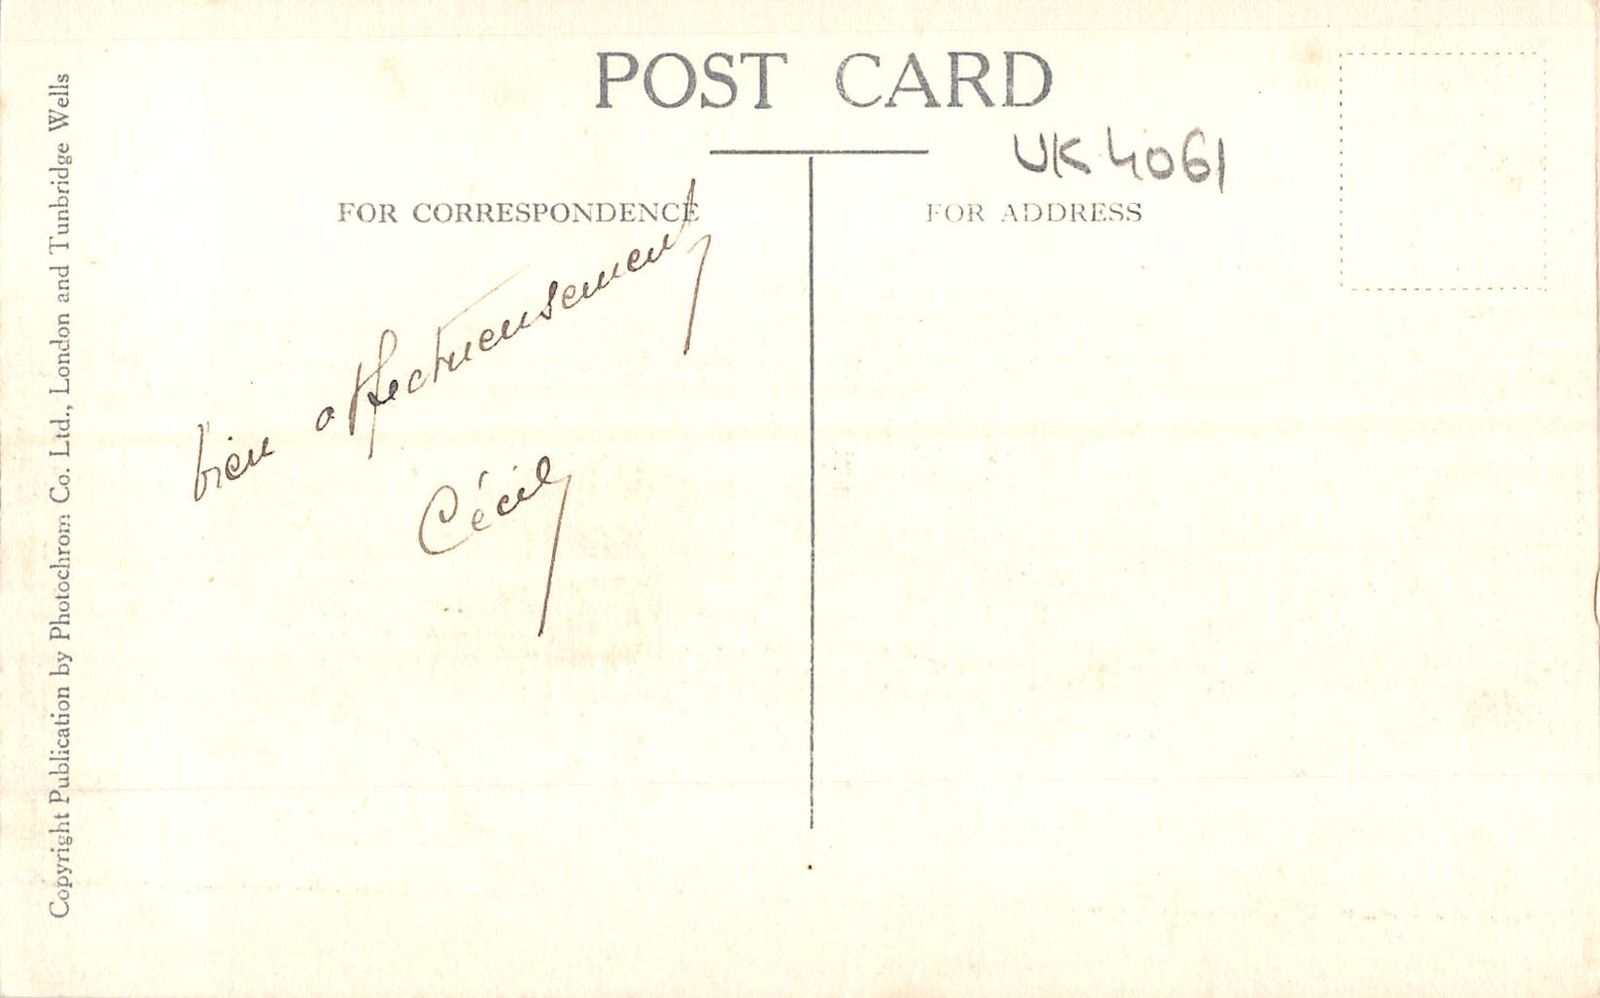 POST CARD
UK 4061
FOR CORRESPONDENCE
FOR ADDRESS
bien affectueusement
Cécil
Copyright Publication by Photochrom Co. Ltd., London and Tunbridge Wells